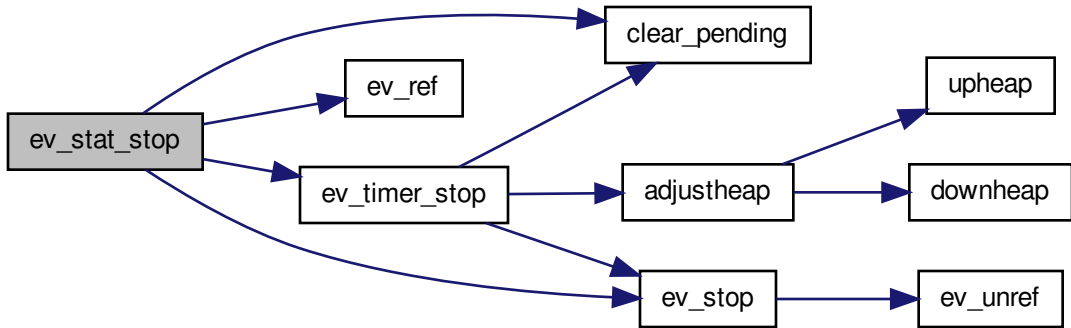 ev_stat_stop
ev_ref
ev_timer_stop
clear_pending
adjustheap
ev_stop
upheap
downheap
ev_unref